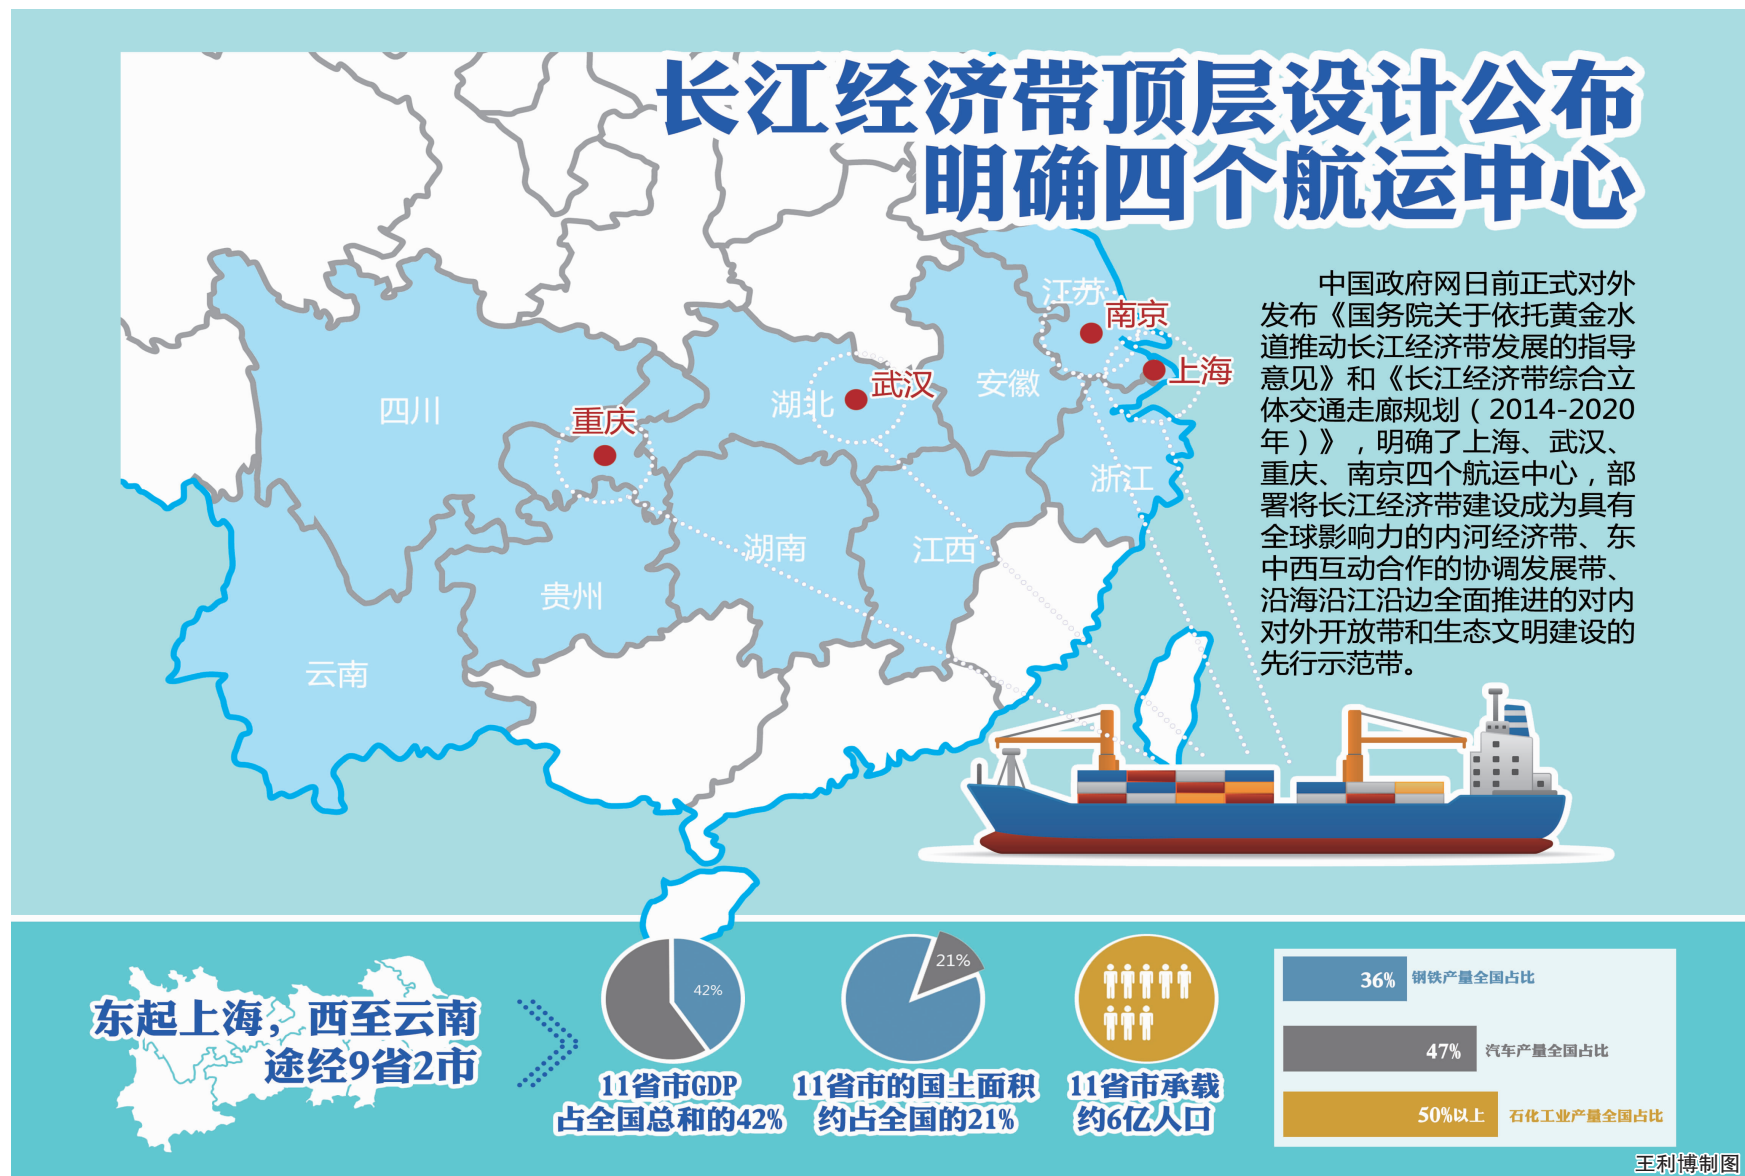 长江经济带顶层设计公布
明确四个航运中心
中国政府网日前正式对外
发布《国务院关于依托黄金水
道推动长江经济带发展的指导
意见》和《长江经济带综合立
体交通走廊规划（2014-2020
年）》，明确了上海、武汉、
重庆、南京四个航运中心，部
署将长江经济带建设成为具有
全球影响力的内河经济带、东
中西互动合作的协调发展带、
沿海沿江沿边全面推进的对内
对外开放带和生态文明建设的
先行示范带。
江苏
南京
上海
武汉
湖北
安徽
四川
重庆
浙江
湖南
江西
贵州
云南
东起上海，西至云南
途经9省2市
42%
11省市GDP
占全国总和的42%
21%
11省市的国土面积
约占全国的21%
11省市承载
约6亿人口
36% 钢铁产量全国占比
47% 汽车产量全国占比
50%以上 石化工业产量全国占比
王利博制图